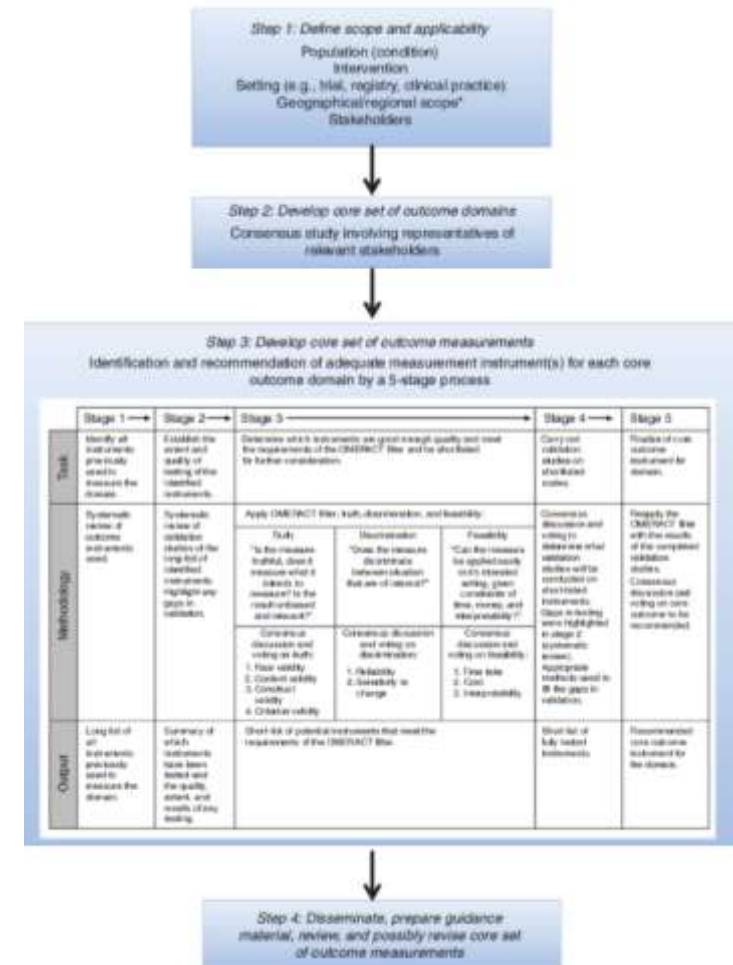 Step 1: Define scope and applicability
Population (condition)
Intervention
Setting (e.g., trial, registry, clinical practice)
Geographical/regional scope*
Stakeholders
Step 2: Develop core set of outcome domains
Consensus study involving representatives of
relevant stakeholders
Step 3: Develop core set of outcome measurements
Identification and recommendation of adequate measurement instrument(s) for each core
outcome domain by a 5-stage process
Stage 1
Stage 2
Stage 3
Stage 4
Stage 5
Task
Identify all
instruments
previously
used to
measure the
domain.
Establish the
extent and
quality of
testing of the
identified
instruments.
Determine which instruments are good enough quality and meet
the requirements of the OMERACT filter and be shortlisted
for further consideration.
Carry out
validation
studies on
shortlisted
outcome
instrument for
domain.
Methodology
Systematic
review of
outcome
instruments
used.
Systematic
review of
validation
studies of the
long list of
identified
instruments.
Highlight any
gaps in
validation.
Apply OMERACT filter, truth, discrimination, and feasibility:
Truth
"Is the measure
truthful, does it
measure what it
intends to
measure? Is the
result unbiased
and relevant?"
Discrimination
"Does the measure
discriminate
between situation
that are of interest?"
Feasibility
"Can the measure
be applied easily
in its intended
setting, given
constraints of
time, money, and
interpretability?"
Consensus
discussion and
voting on truth:
1. Face validity
2. Content validity
3. Construct
validity
4. Criterion validity
Consensus discussion
and voting on
discrimination:
1. Reliability
2. Sensitivity to
change
Consensus
discussion and
voting on feasibility:
1. Time take
2. Cost
3. Interpretability
Consensus
discussion and
voting to
determine what
validation
studies will be
conducted on
short-listed
instruments.
Gaps in testing
were highlighted
in stage 2
(systematic
review).
Appropriate
methods used to
fill the gaps in
validation.
Reapply the
OMERACT filter
with the results
of the completed
validation
studies.
Consensus
discussion and
voting on core
outcome to be
recommended.
Output
Long list of
all
instruments
previously
used to
measure the
domain.
Summary of
which
instruments
have been
tested and
the quality,
extent, and
results of any
testing.
Short list of potential instruments that meet the
requirements of the OMERACT filter.
Short list of
fully tested
instruments.
Recommended
core outcome
instrument for
the domain.
Step 4: Disseminate, prepare guidance
material, review, and possibly revise core set
of outcome measurements